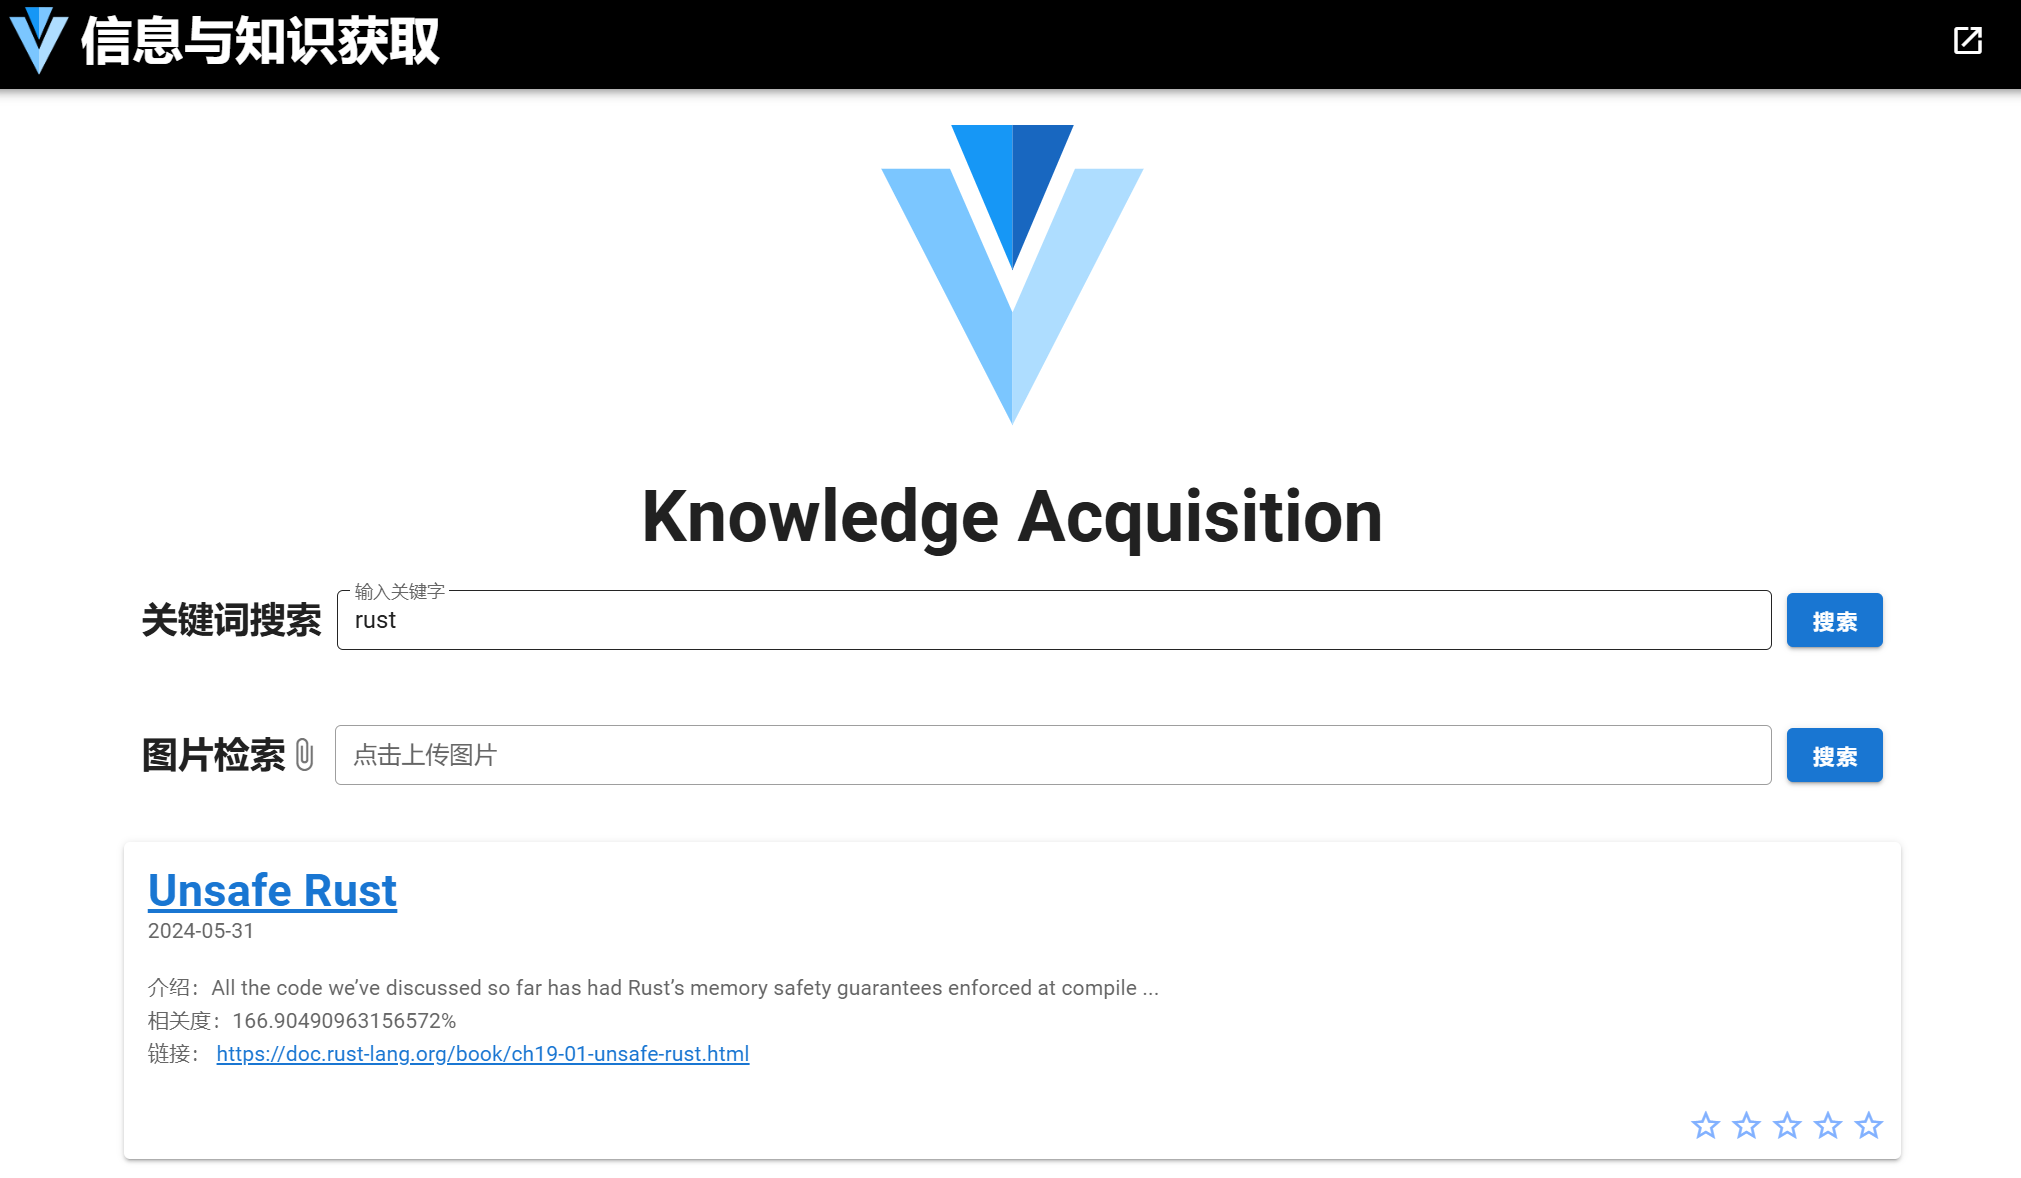 信息与知识获取
Knowledge Acquisition
关键词搜索
输入关键字
rust
搜索
图片检索
点击上传图片
搜索
Unsafe Rust
2024-05-31
介绍：All the code we’ve discussed so far has had Rust’s memory safety guarantees enforced at compile ...
相关度：166.90490963156572%
链接： https://doc.rust-lang.org/book/ch19-01-unsafe-rust.html